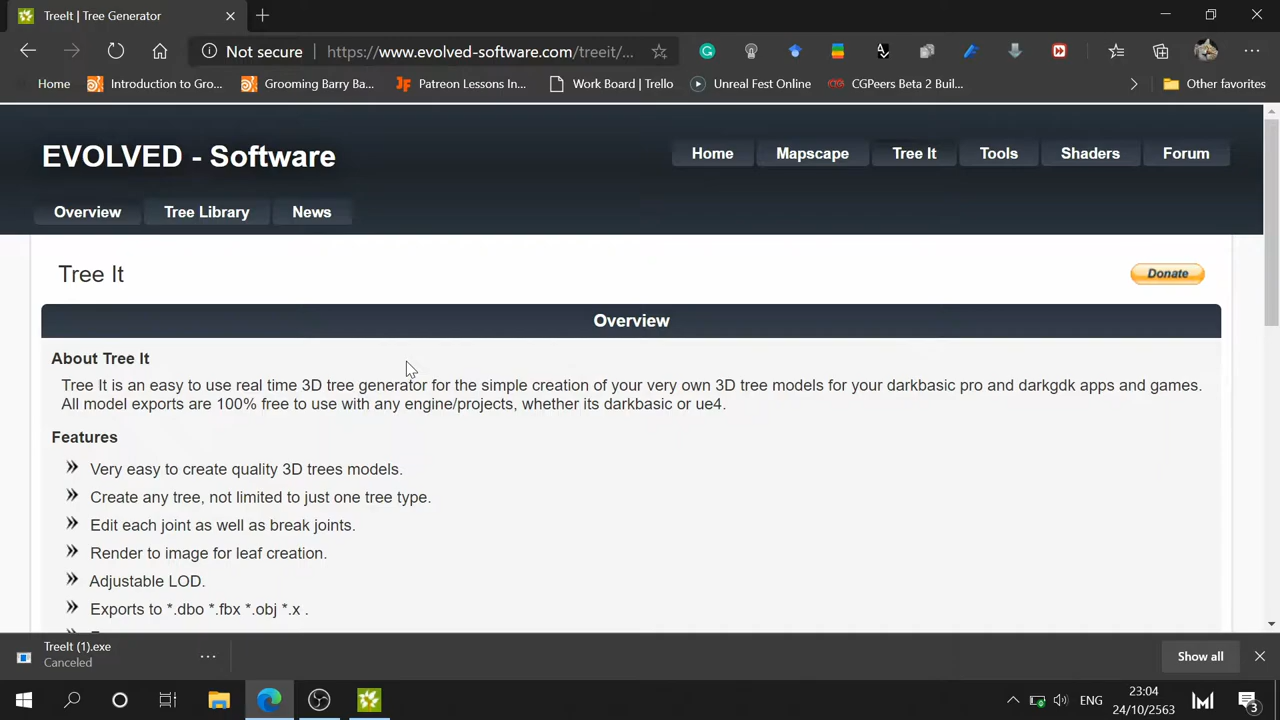 TreeIt | Tree Generator
Not secure https://www.evolved-software.com/treeit/...
Home Introduction to Gro... Grooming Barry Ba... Patreon Lessons In... Work Board | Trello Unreal Fest Online CGPeers Beta 2 Buil... Other favorites
EVOLVED - Software
Home Mapscape Tree It Tools Shaders Forum
Overview Tree Library News
Tree It
Donate
Overview
About Tree It
Tree It is an easy to use real time 3D tree generator for the simple creation of your very own 3D tree models for your darkbasic pro and darkgdk apps and games.
All model exports are 100% free to use with any engine/projects, whether its darkbasic or ue4.
Features
Very easy to create quality 3D trees models.
Create any tree, not limited to just one tree type.
Edit each joint as well as break joints.
Render to image for leaf creation.
Adjustable LOD.
Exports to *.dbo *.fbx *.obj *.x .
TreeIt (1).exe
Canceled
Show all
ENG
23:04
24/10/2563
3